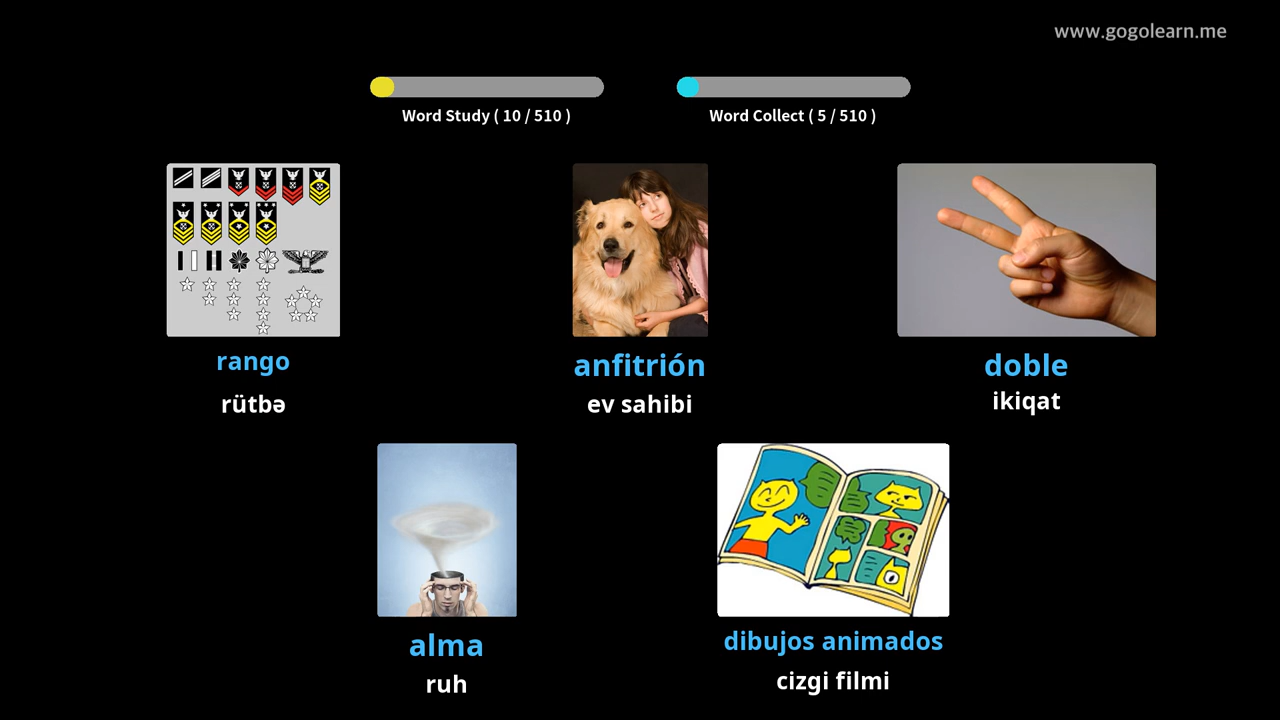 www.gogolearn.me
Word Study ( 10 / 510 )
Word Collect ( 5 / 510 )
rango
rütbə
anfitrión
ev sahibi
doble
ikiqat
alma
ruh
dibujos animados
cizgi filmi